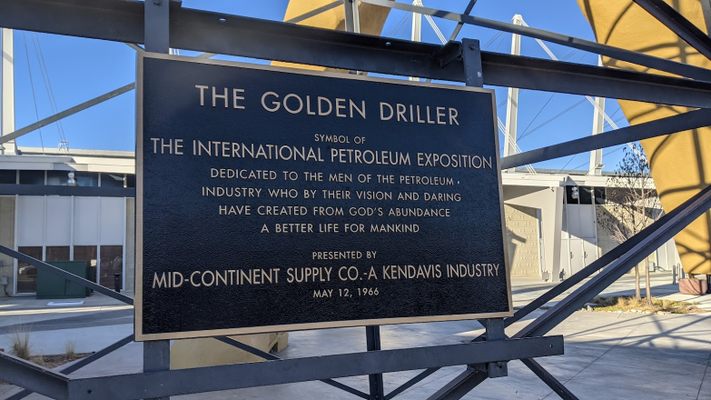 THE GOLDEN DRILLER
SYMBOL OF
THE INTERNATIONAL PETROLEUM EXPOSITION
DEDICATED TO THE MEN OF THE PETROLEUM •
INDUSTRY WHO BY THEIR VISION AND DARING
HAVE CREATED FROM GOD'S ABUNDANCE
A BETTER LIFE FOR MANKIND
PRESENTED BY
MID-CONTINENT SUPPLY CO.-A KENDAVIS INDUSTRY
MAY 12, 1966